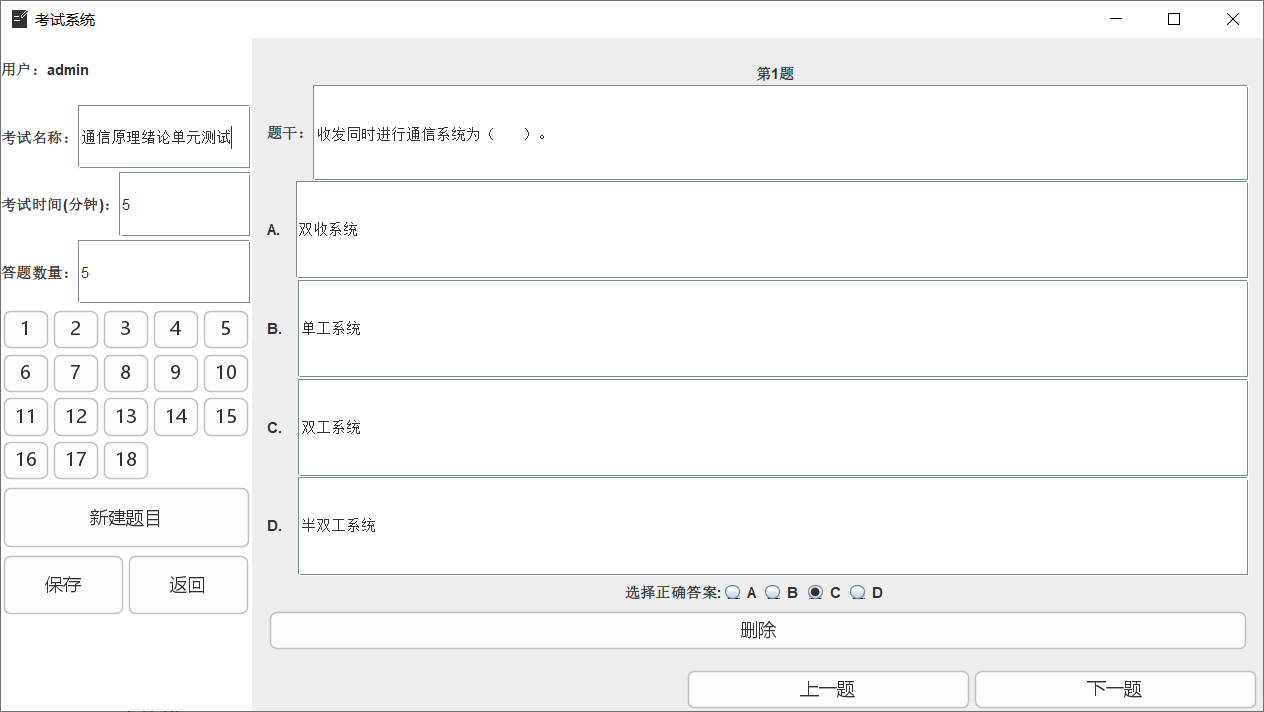 考试系统
用户：admin
考试名称：通信原理绪论单元测试
考试时间(分钟)：5
答题数量：5
1 2 3 4 5
6 7 8 9 10
11 12 13 14 15
16 17 18
新建题目
保存 返回
第1题
题干：收发同时进行通信系统为（　　）。
A. 双收系统
B. 单工系统
C. 双工系统
D. 半双工系统
选择正确答案: A B C D
删除
上一题 下一题